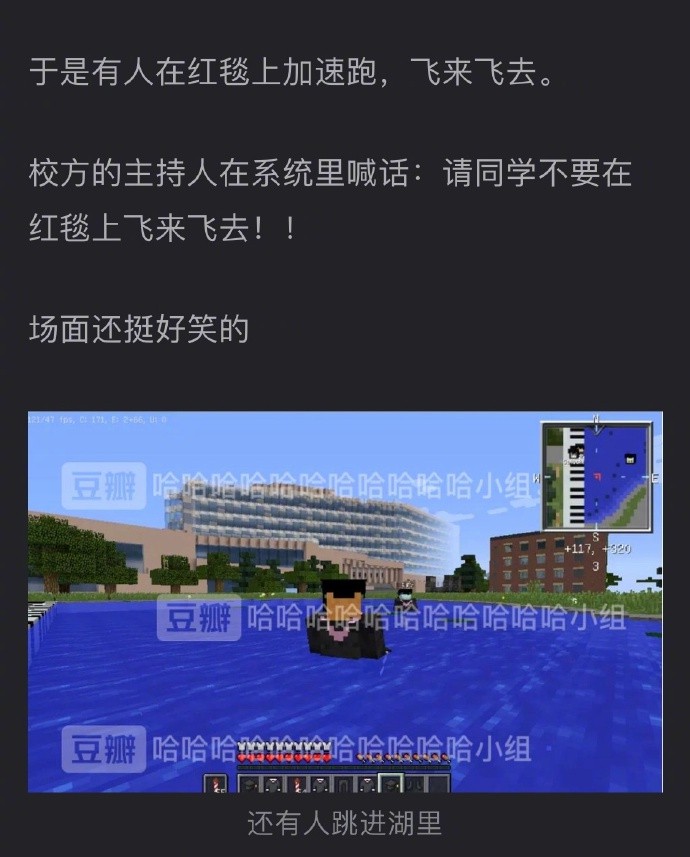 于是有人在红毯上加速跑，飞来飞去。
校方的主持人在系统里喊话：请同学不要在
红毯上飞来飞去！！
场面还挺好笑的
N
豆瓣 哈哈哈哈哈哈哈哈哈哈哈小组
W
E
S
+117, +320
3
豆瓣 哈哈哈哈哈哈哈哈哈哈哈小组
豆瓣 哈哈哈哈哈哈哈哈哈哈哈小组
还有人跳进湖里